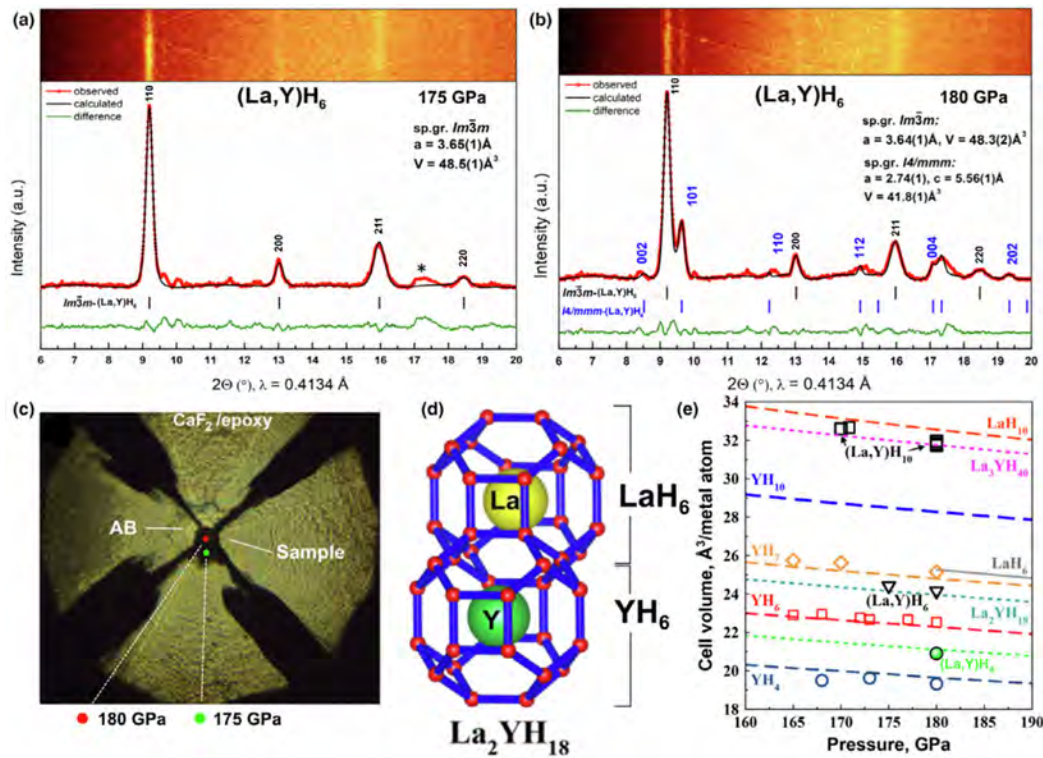 (a)
110
observed
calculated
difference
(La,Y)H6
175 GPa
sp.gr. Im3̅m
a = 3.65(1)Å
V = 48.5(1)Å³
200
211
*
220
Intensity (a.u.)
Im3̅m-(La,Y)H6
6 7 8 9 10 11 12 13 14 15 16 17 18 19 20
2Θ (°), λ = 0.4134 Å
(b)
110
observed
calculated
difference
(La,Y)H6
180 GPa
sp.gr. Im3̅m:
a = 3.64(1)Å, V = 48.3(2)Å³
sp.gr. I4/mmm:
a = 2.74(1), c = 5.56(1)Å
V = 41.8(1)Å³
002
101
110
200
112
211
004
220
202
Intensity (a.u.)
Im3̅m-(La,Y)H6
I4/mmm-(La,Y)H4
6 7 8 9 10 11 12 13 14 15 16 17 18 19 20
2Θ (°), λ = 0.4134 Å
(c)
CaF2/epoxy
AB
Sample
180 GPa
175 GPa
(d)
La
LaH6
Y
YH6
La2YH18
(e)
Cell volume, Å³/metal atom
34
32
30
28
26
24
22
20
18
LaH10
(La,Y)H10
La3YH40
YH10
YH7
LaH6
(La,Y)H6
La2YH18
YH6
(La,Y)H4
YH4
160 165 170 175 180 185 190
Pressure, GPa